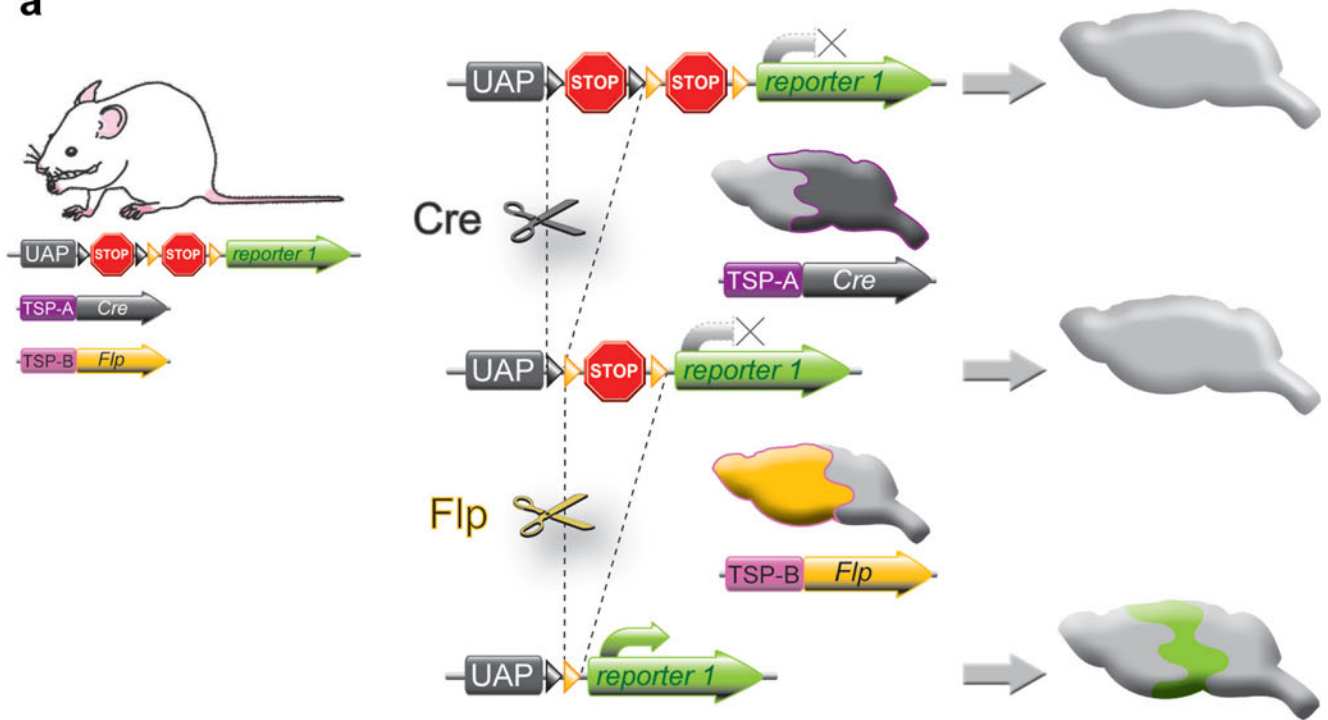 a
UAP STOP STOP reporter 1
UAP STOP STOP reporter 1
Cre
TSP-A Cre
TSP-A Cre
TSP-B Flp
UAP STOP reporter 1
Flp
TSP-B Flp
UAP reporter 1